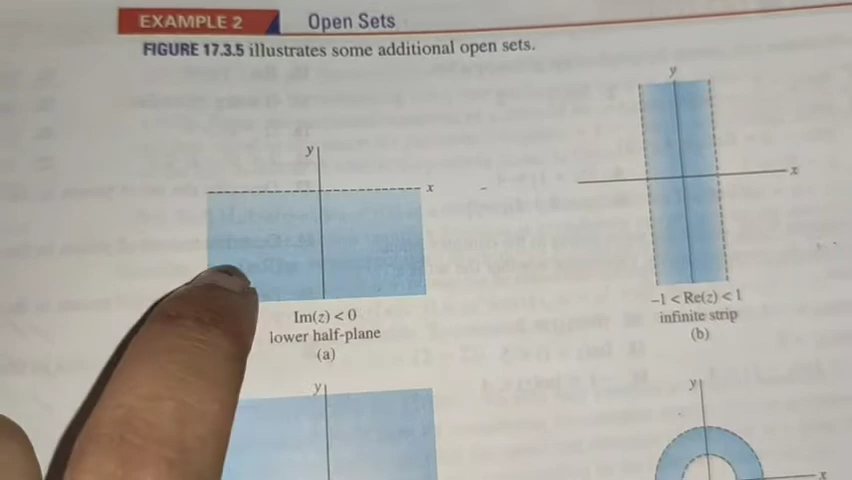 EXAMPLE 2 Open Sets
FIGURE 17.3.5 illustrates some additional open sets.
y
x
Im(z) < 0
lower half-plane
(a)
y
x
–1 < Re(z) < 1
infinite strip
(b)
y
y
x